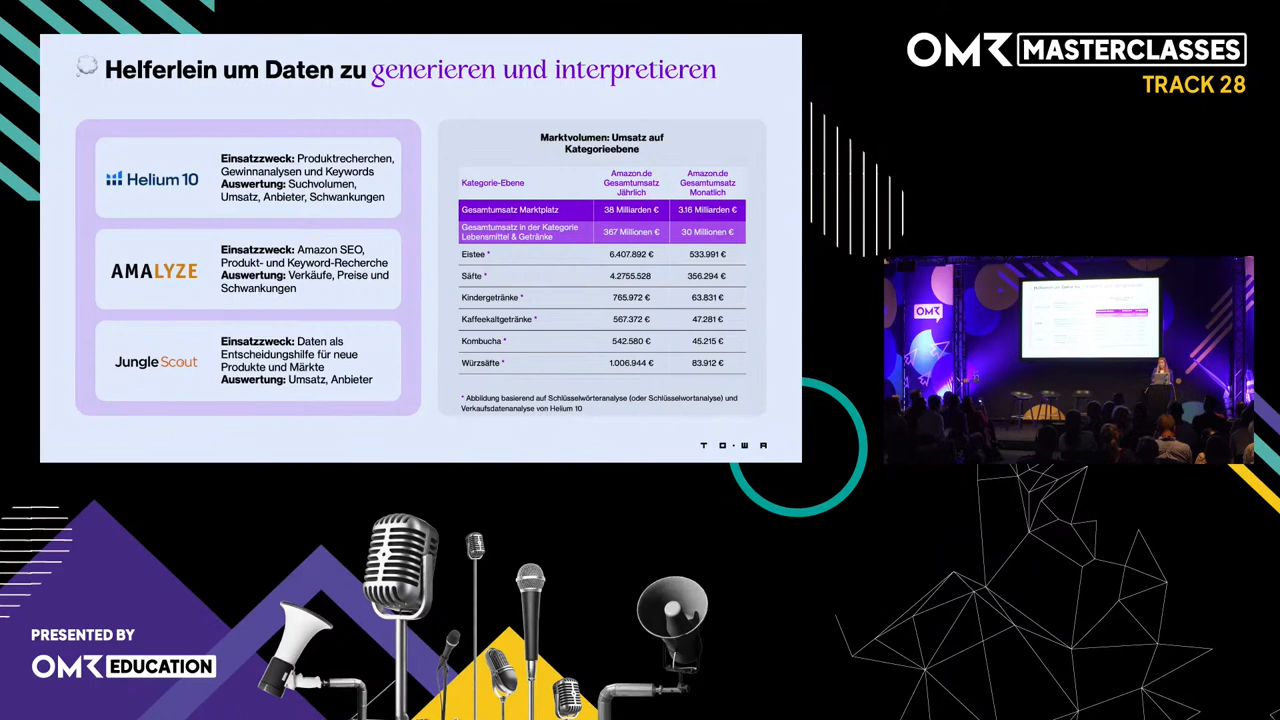 Helferlein um Daten zu generieren und interpretieren
Helium 10
Einsatzzweck: Produktrecherchen,
Gewinnanalysen und Keywords
Auswertung: Suchvolumen,
Umsatz, Anbieter, Schwankungen
AMALYZE
Einsatzzweck: Amazon SEO,
Produkt- und Keyword-Recherche
Auswertung: Verkäufe, Preise und
Schwankungen
Jungle Scout
Einsatzzweck: Daten als
Entscheidungshilfe für neue
Produkte und Märkte
Auswertung: Umsatz, Anbieter
Marktvolumen: Umsatz auf
Kategorieebene
Kategorie-Ebene
Amazon.de
Gesamtumsatz
Jährlich
Amazon.de
Gesamtumsatz
Monatlich
Gesamtumsatz Marktplatz 38 Milliarden € 3.16 Milliarden €
Gesamtumsatz in der Kategorie
Lebensmittel & Getränke 367 Millionen € 30 Millionen €
Eistee * 6.407.892 € 533.991 €
Säfte * 4.2755.528 356.294 €
Kindergetränke * 765.972 € 63.831 €
Kaffeekaltgetränke * 567.372 € 47.281 €
Kombucha * 542.580 € 45.215 €
Würzsäfte * 1.006.944 € 83.912 €
* Abbildung basierend auf Schlüsselwörteranalyse (oder Schlüsselwortanalyse) und
Verkaufsdatenanalyse von Helium 10
TO·WA
OMR MASTERCLASSES
TRACK 28
OMR
PRESENTED BY
OMR EDUCATION